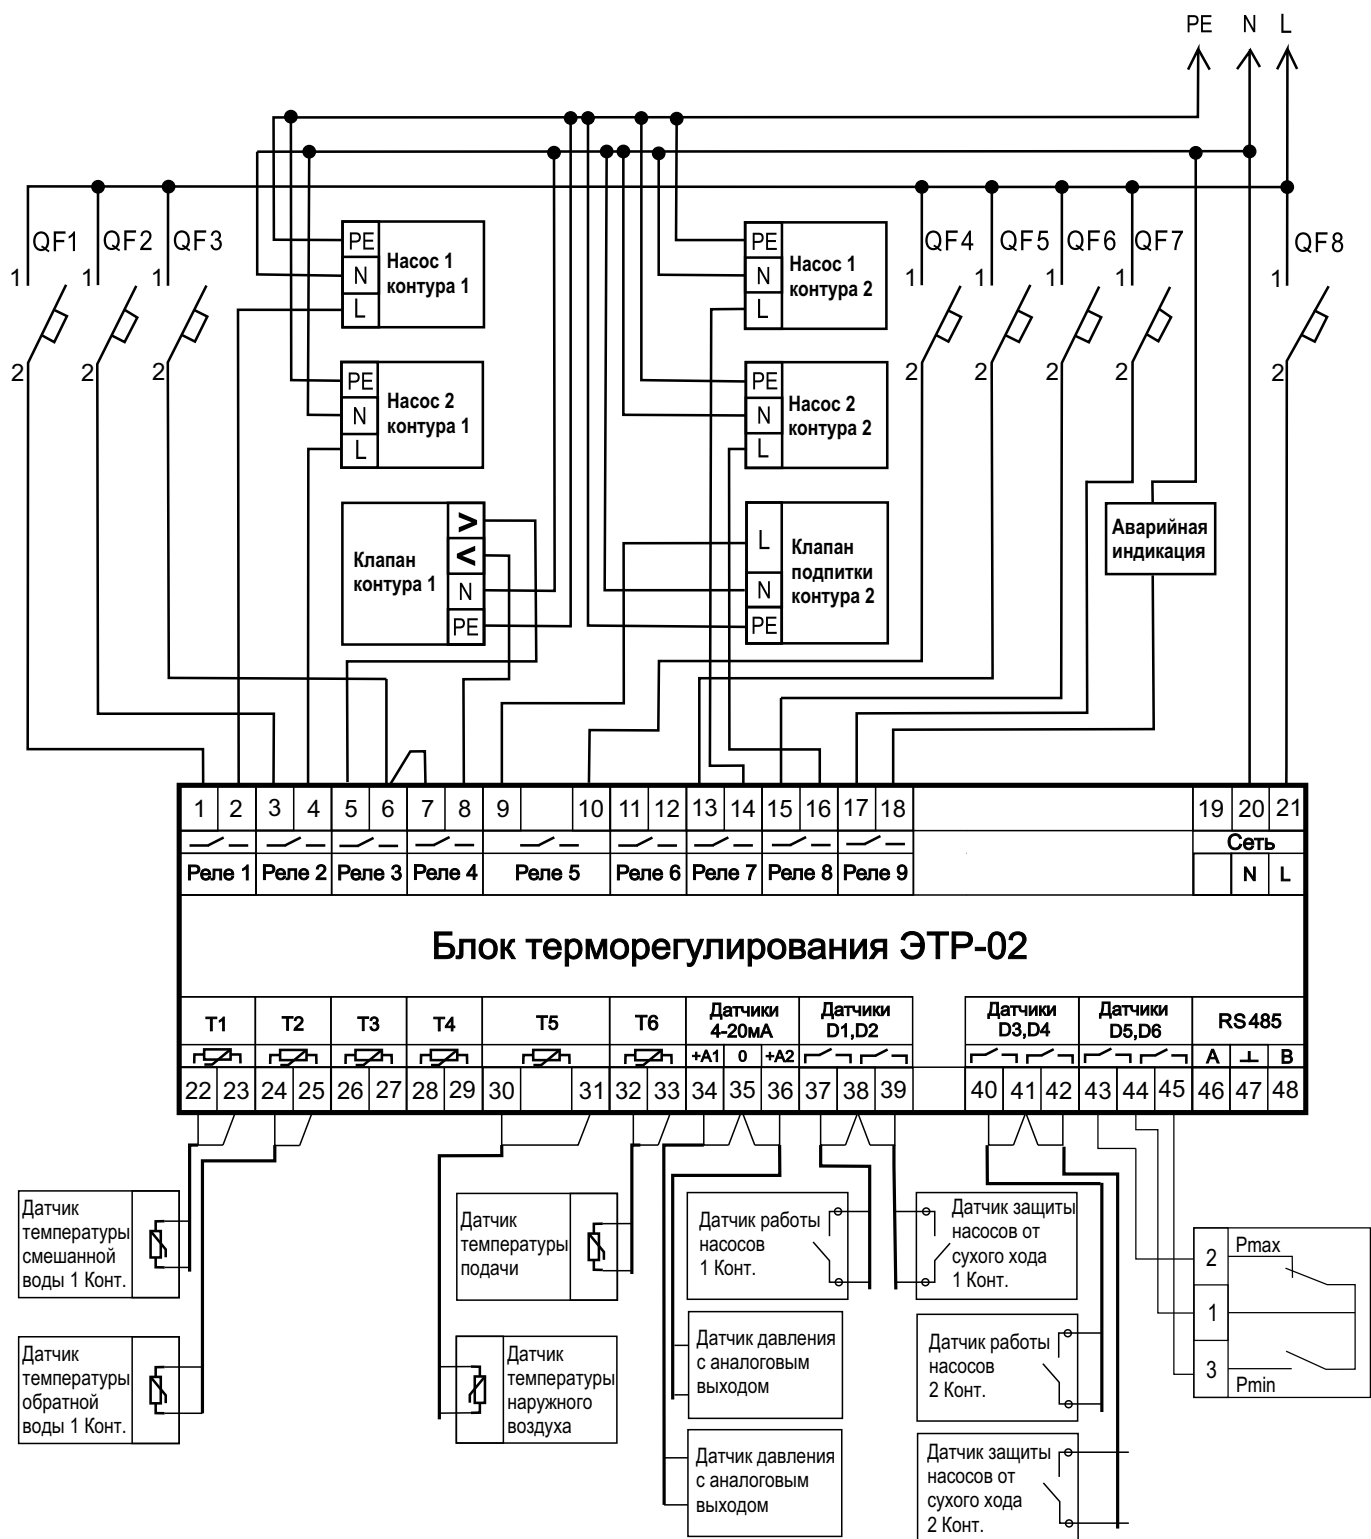 PE N L
QF1 QF2 QF3 QF4 QF5 QF6 QF7 QF8
1 1 1 1 1 1 1 1
2 2 2 2 2 2 2 2
PE
N
L
Насос 1
контура 1
PE
N
L
Насос 1
контура 2
PE
N
L
Насос 2
контура 1
PE
N
L
Насос 2
контура 2
Клапан
контура 1
>
<
N
PE
L
N
PE
Клапан
подпитки
контура 2
Аварийная
индикация
1 2 3 4 5 6 7 8 9 10 11 12 13 14 15 16 17 18 19 20 21
Сеть
Реле 1 Реле 2 Реле 3 Реле 4 Реле 5 Реле 6 Реле 7 Реле 8 Реле 9 N L
Блок терморегулирования ЭТР-02
T1 T2 T3 T4 T5 T6
Датчики
4-20мА
Датчики
D1,D2
Датчики
D3,D4
Датчики
D5,D6
RS485
+A1 0 +A2 A ⊥ B
22 23 24 25 26 27 28 29 30 31 32 33 34 35 36 37 38 39 40 41 42 43 44 45 46 47 48
Датчик
температуры
смешанной
воды 1 Конт.
Датчик
температуры
подачи
Датчик работы
насосов
1 Конт.
Датчик защиты
насосов от
сухого хода
1 Конт.
2
1
3
Pmax
Pmin
Датчик
температуры
обратной
воды 1 Конт.
Датчик
температуры
наружного
воздуха
Датчик давления
с аналоговым
выходом
Датчик работы
насосов
2 Конт.
Датчик давления
с аналоговым
выходом
Датчик защиты
насосов от
сухого хода
2 Конт.